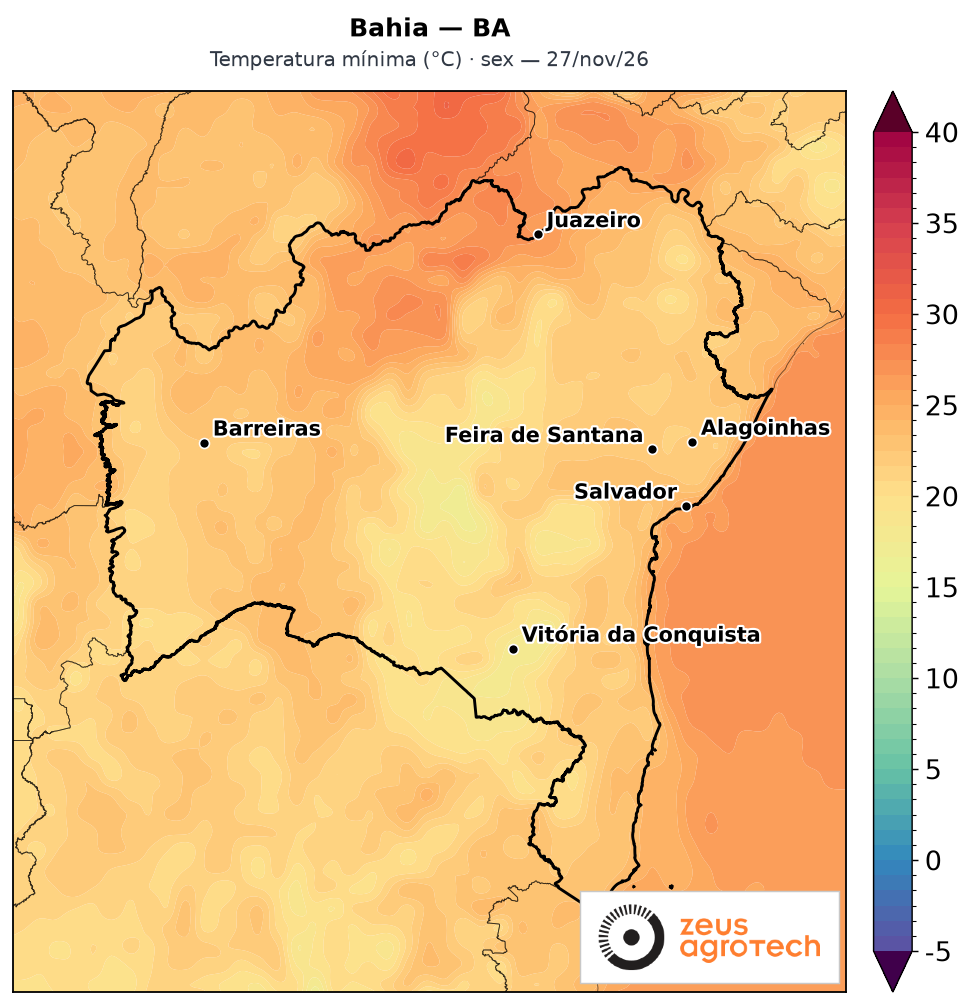 Bahia — BA
Temperatura mínima (°C) · sex — 27/nov/26
40
35
30
25
20
15
10
5
0
-5
Juazeiro
Barreiras
Feira de Santana
Alagoinhas
Salvador
Vitória da Conquista
zeus
agrotech